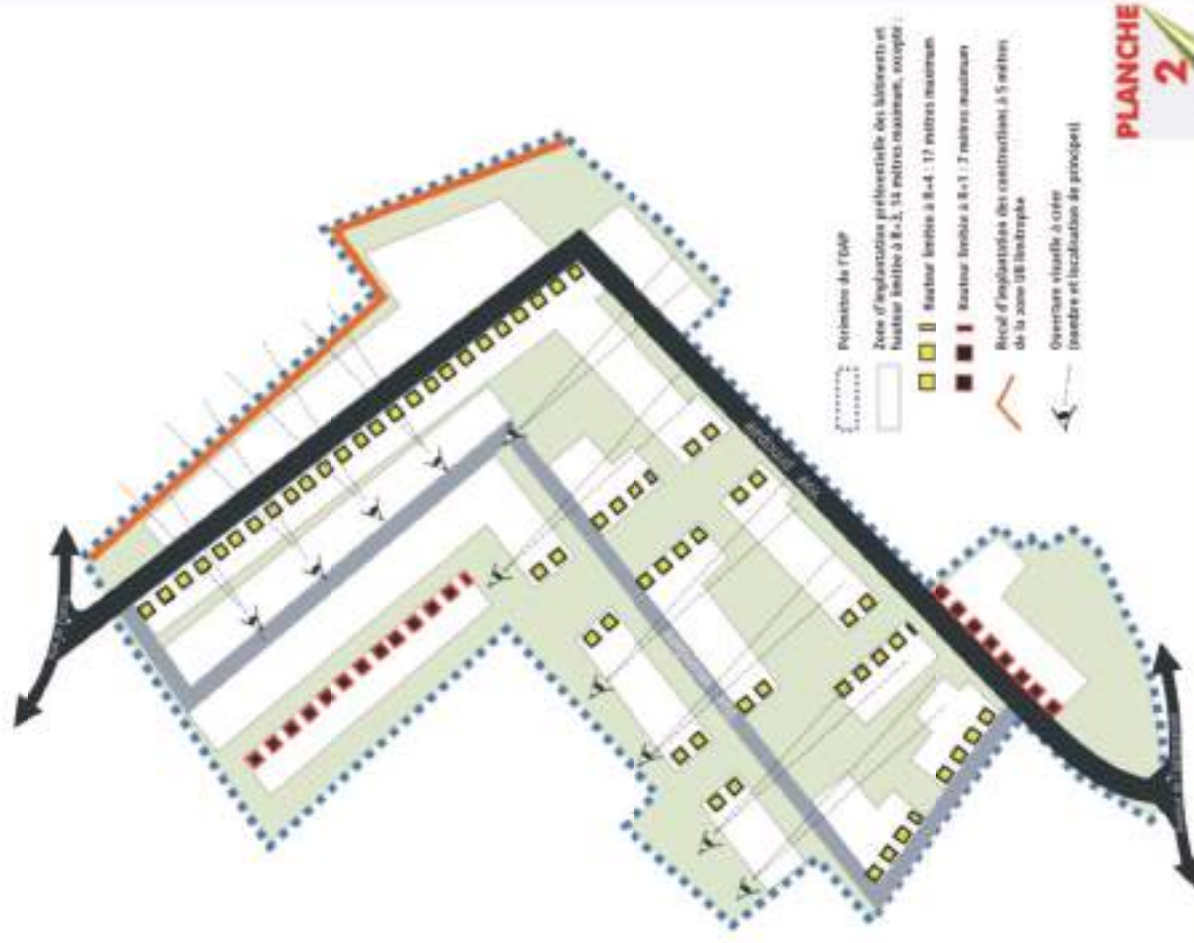 PLANCHE
2
Périmètre de l'OAP
Zone d'implantation préférentielle des bâtiments et
hauteur limitée à R+3, 14 mètres maximum, excepté :
Hauteur limitée à R+4 : 17 mètres maximum
Hauteur limitée à R+1 : 7 mètres maximum
Recul d'implantation des constructions à 5 mètres
de la zone UB limitrophe
Ouverture visuelle à créer
(nombre et localisation de principes)